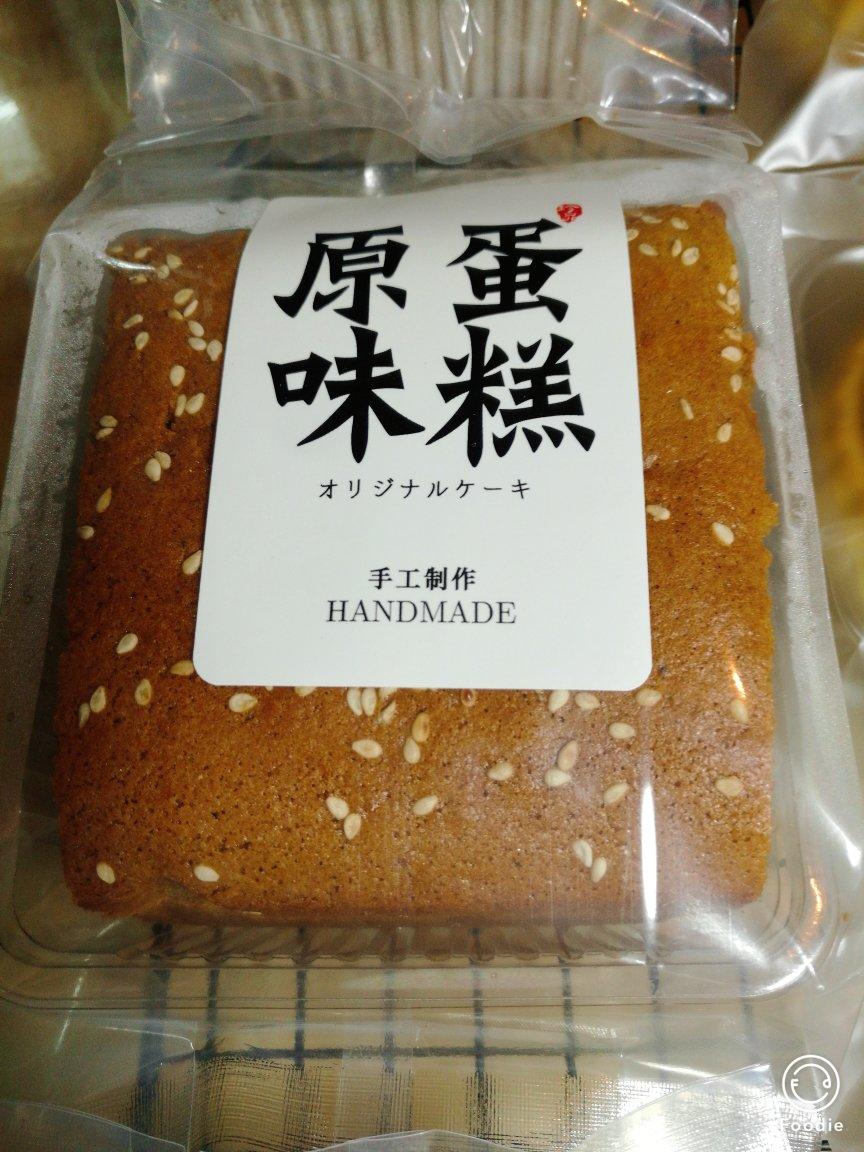 原味
蛋糕
オリジナルケーキ
手工制作
HANDMADE
Foodie